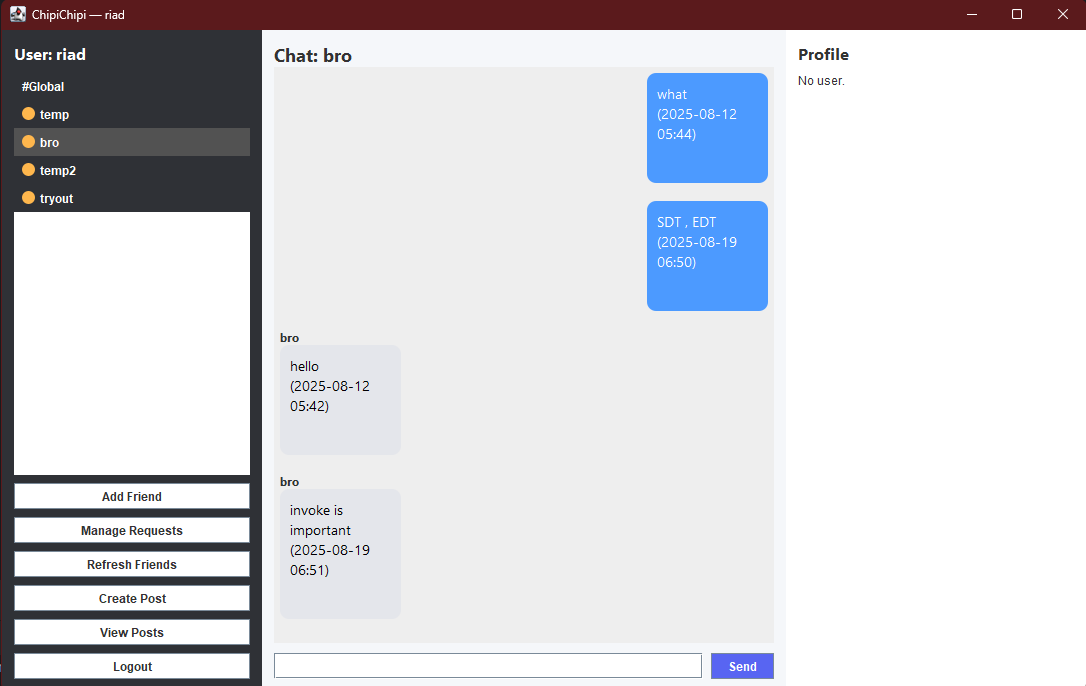 ChipiChipi — riad
User: riad
#Global
temp
bro
temp2
tryout
Add Friend
Manage Requests
Refresh Friends
Create Post
View Posts
Logout
Chat: bro
what
(2025-08-12
05:44)
SDT , EDT
(2025-08-19
06:50)
bro
hello
(2025-08-12
05:42)
bro
invoke is
important
(2025-08-19
06:51)
Send
Profile
No user.